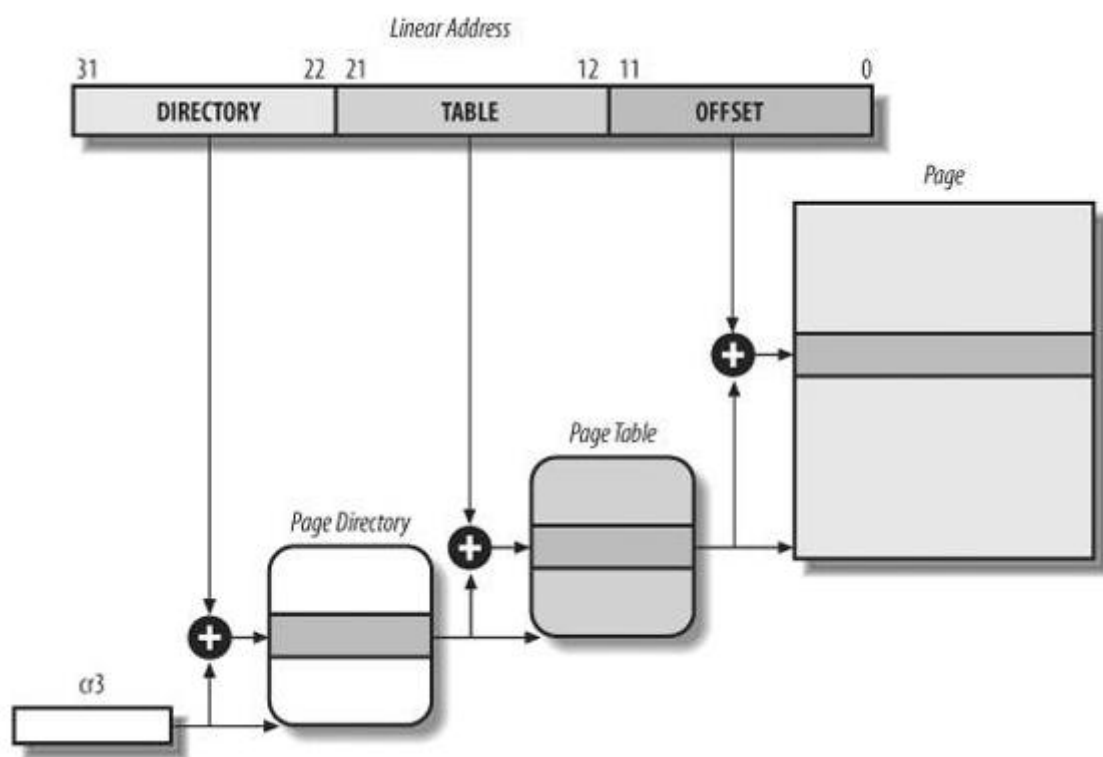 Linear Address
31 22 21 12 11 0
DIRECTORY TABLE OFFSET
Page
Page Table
Page Directory
cr3